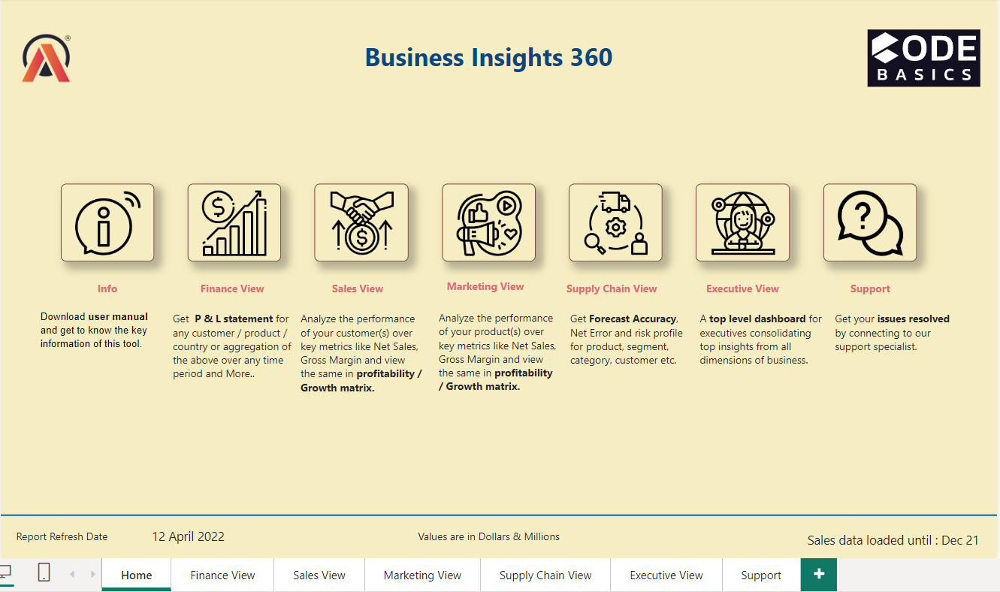 ®
Business Insights 360
CODE
BASICS
$
i
$
?
Info
Finance View
Sales View
Marketing View
Supply Chain View
Executive View
Support
Download user manual
and get to know the key
information of this tool.
Get P & L statement for
any customer / product /
country or aggregation of
the above over any time
period and More..
Analyze the performance
of your customer(s) over
key metrics like Net Sales,
Gross Margin and view
the same in profitability /
Growth matrix.
Analyze the performance
of your product(s) over
key metrics like Net Sales,
Gross Margin and view
the same in profitability
/ Growth matrix.
Get Forecast Accuracy,
Net Error and risk profile
for product, segment,
category, customer etc.
A top level dashboard for
executives consolidating
top insights from all
dimensions of business.
Get your issues resolved
by connecting to our
support specialist.
Report Refresh Date
12 April 2022
Values are in Dollars & Millions
Sales data loaded until : Dec 21
Home
Finance View
Sales View
Marketing View
Supply Chain View
Executive View
Support
+